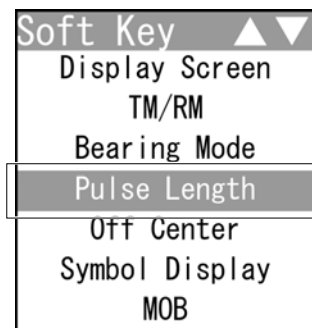 Soft Key ▲▼
Display Screen
TM/RM
Bearing Mode
Pulse Length
Off Center
Symbol Display
MOB